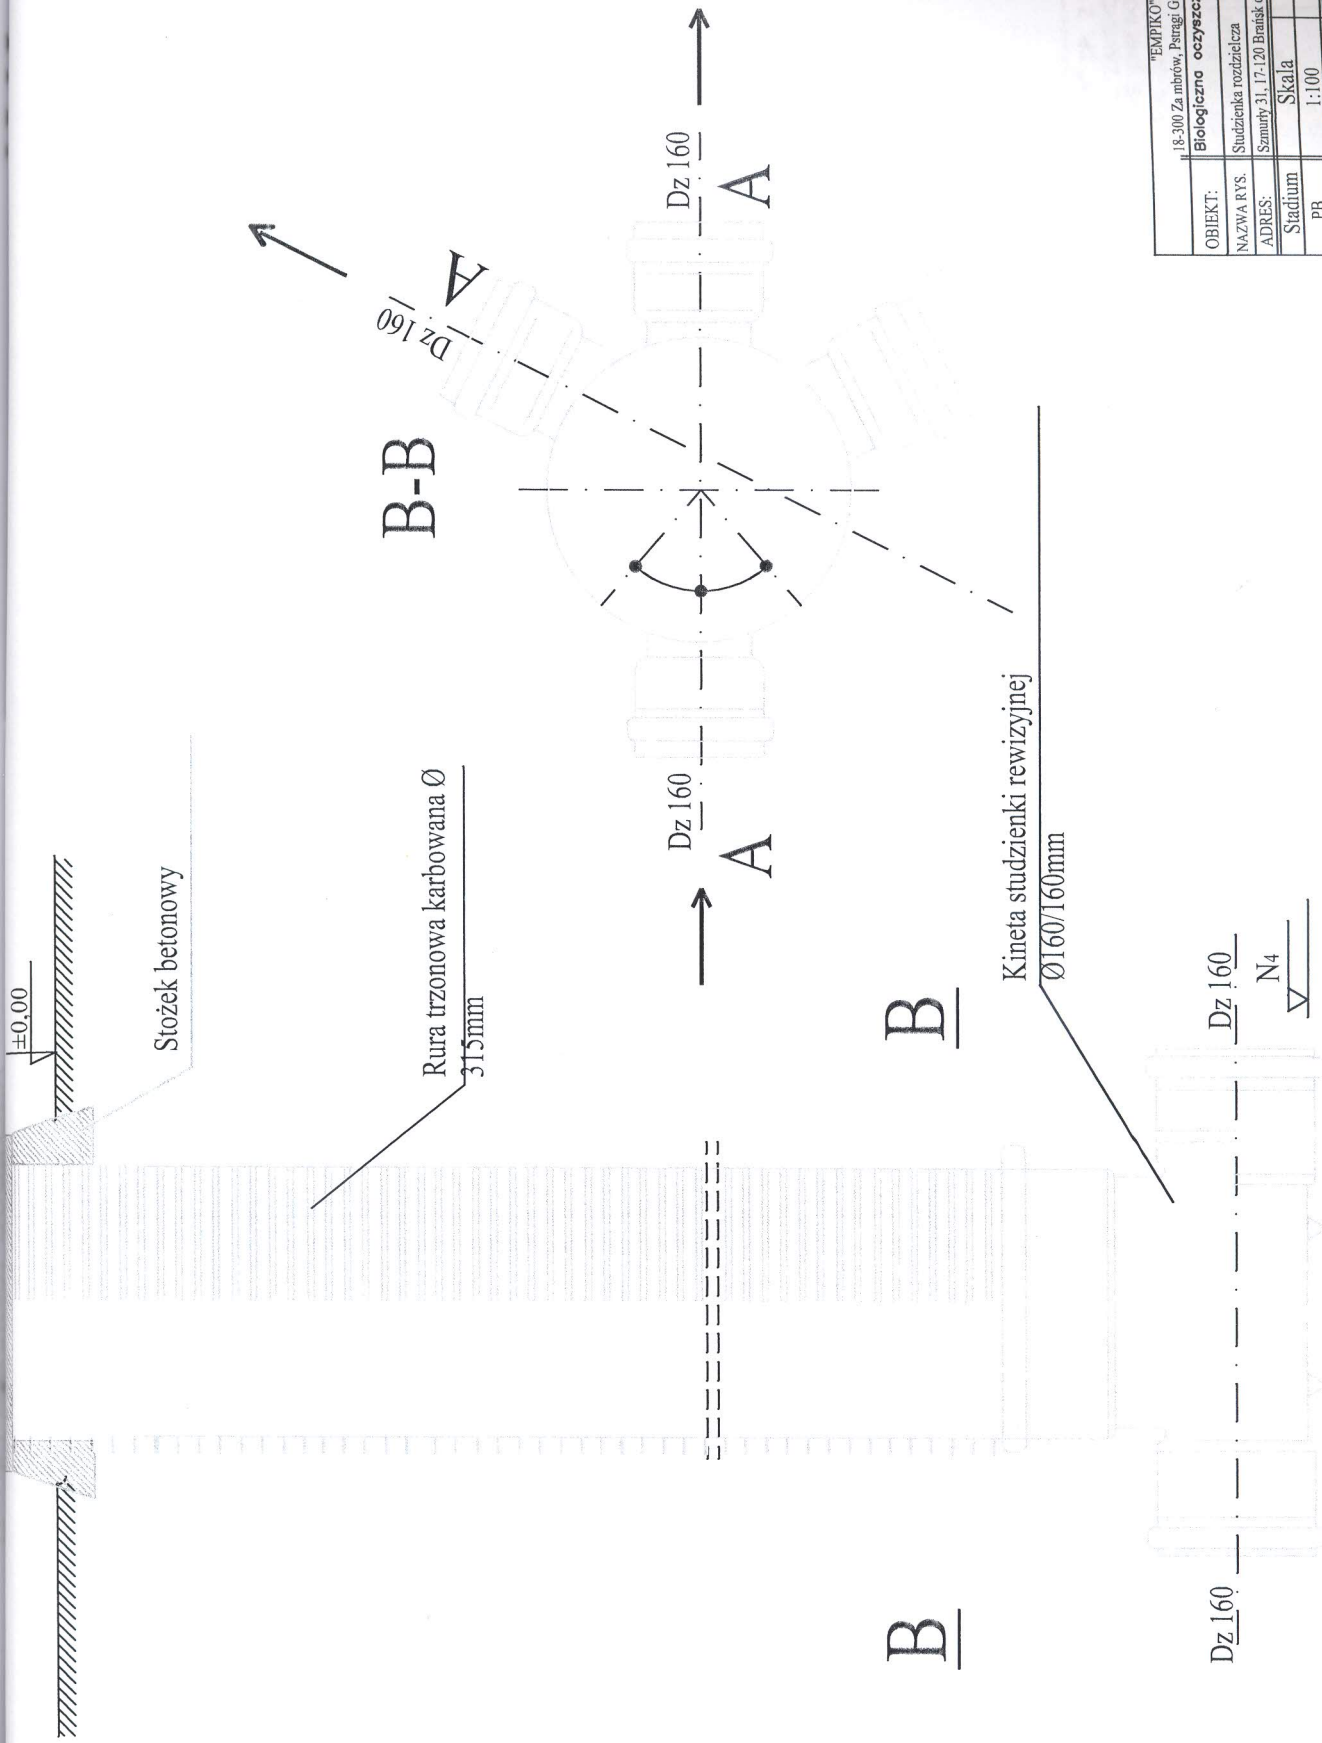 ±0,00
Stożek betonowy
Rura trzonowa karbowana Ø
315mm
B-B
Dz 160
A
Dz 160
A
Dz 160
A
B
B
Kineta studzienki rewizyjnej
Ø160/160mm
Dz 160
Dz 160
N4
"EMPIKO"
18-300 Za mbrów, Pstrągi
OBIEKT: Biologiczna
NAZWA RYS. Studzienka rozdzielcza
ADRES: Szmurły 31, 17-120 Brańsk
Stadium Skala
PB 1:100